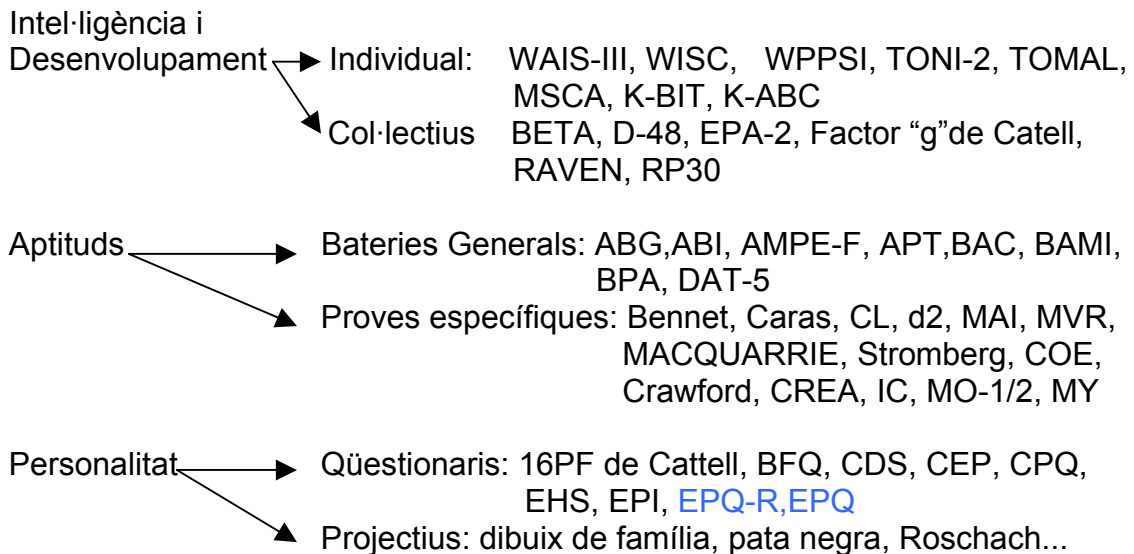 Intel·ligència i
Desenvolupament Individual: WAIS-III, WISC, WPPSI, TONI-2, TOMAL,
MSCA, K-BIT, K-ABC
Col·lectius BETA, D-48, EPA-2, Factor “g”de Catell,
RAVEN, RP30
Aptituds Bateries Generals: ABG,ABI, AMPE-F, APT,BAC, BAMI,
BPA, DAT-5
Proves específiques: Bennet, Caras, CL, d2, MAI, MVR,
MACQUARRIE, Stromberg, COE,
Crawford, CREA, IC, MO-1/2, MY
Personalitat Qüestionaris: 16PF de Cattell, BFQ, CDS, CEP, CPQ,
EHS, EPI, EPQ-R,EPQ
Projectius: dibuix de família, pata negra, Roschach...